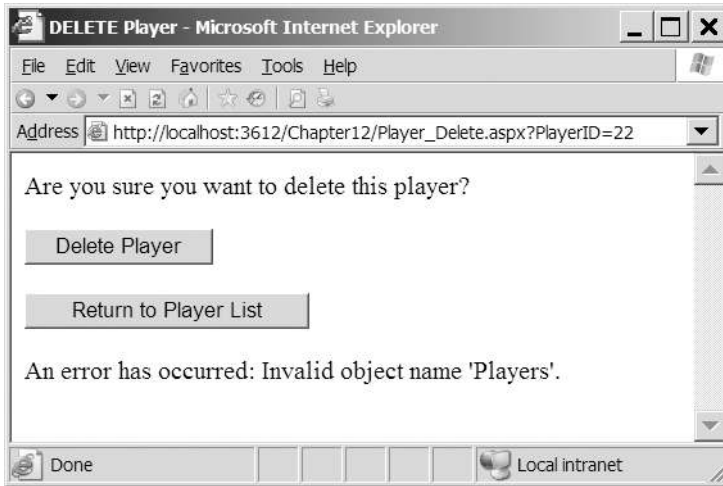 DELETE Player - Microsoft Internet Explorer
File Edit View Favorites Tools Help
Address http://localhost:3612/Chapter12/Player_Delete.aspx?PlayerID=22
Are you sure you want to delete this player?
Delete Player
Return to Player List
An error has occurred: Invalid object name 'Players'.
Done Local intranet